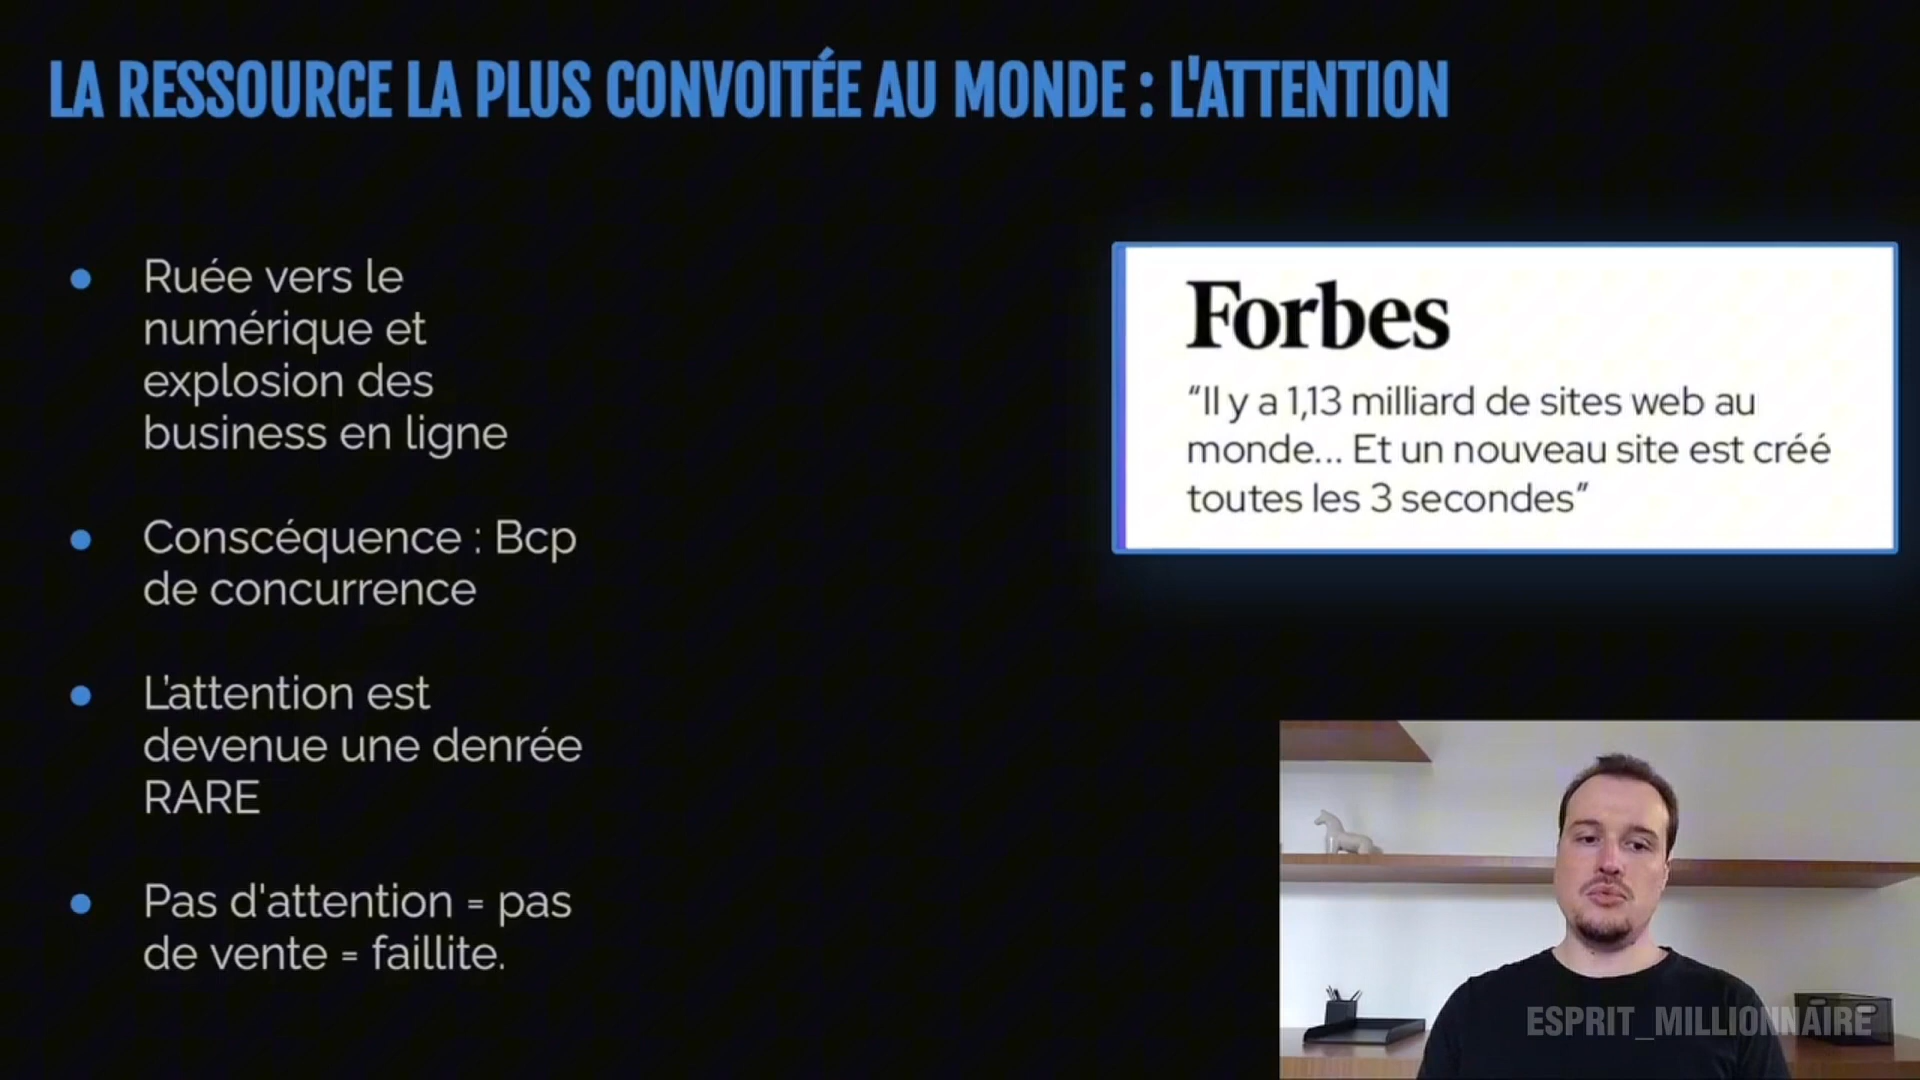 LA RESSOURCE LA PLUS CONVOITÉE AU MONDE : L'ATTENTION
Ruée vers le
numérique et
explosion des
business en ligne
Conscéquence : Bcp
de concurrence
L'attention est
devenue une denrée
RARE
Pas d'attention = pas
de vente = faillite.
Forbes
“Il y a 1,13 milliard de sites web au
monde... Et un nouveau site est créé
toutes les 3 secondes”
ESPRIT_MILLIONNAIRE